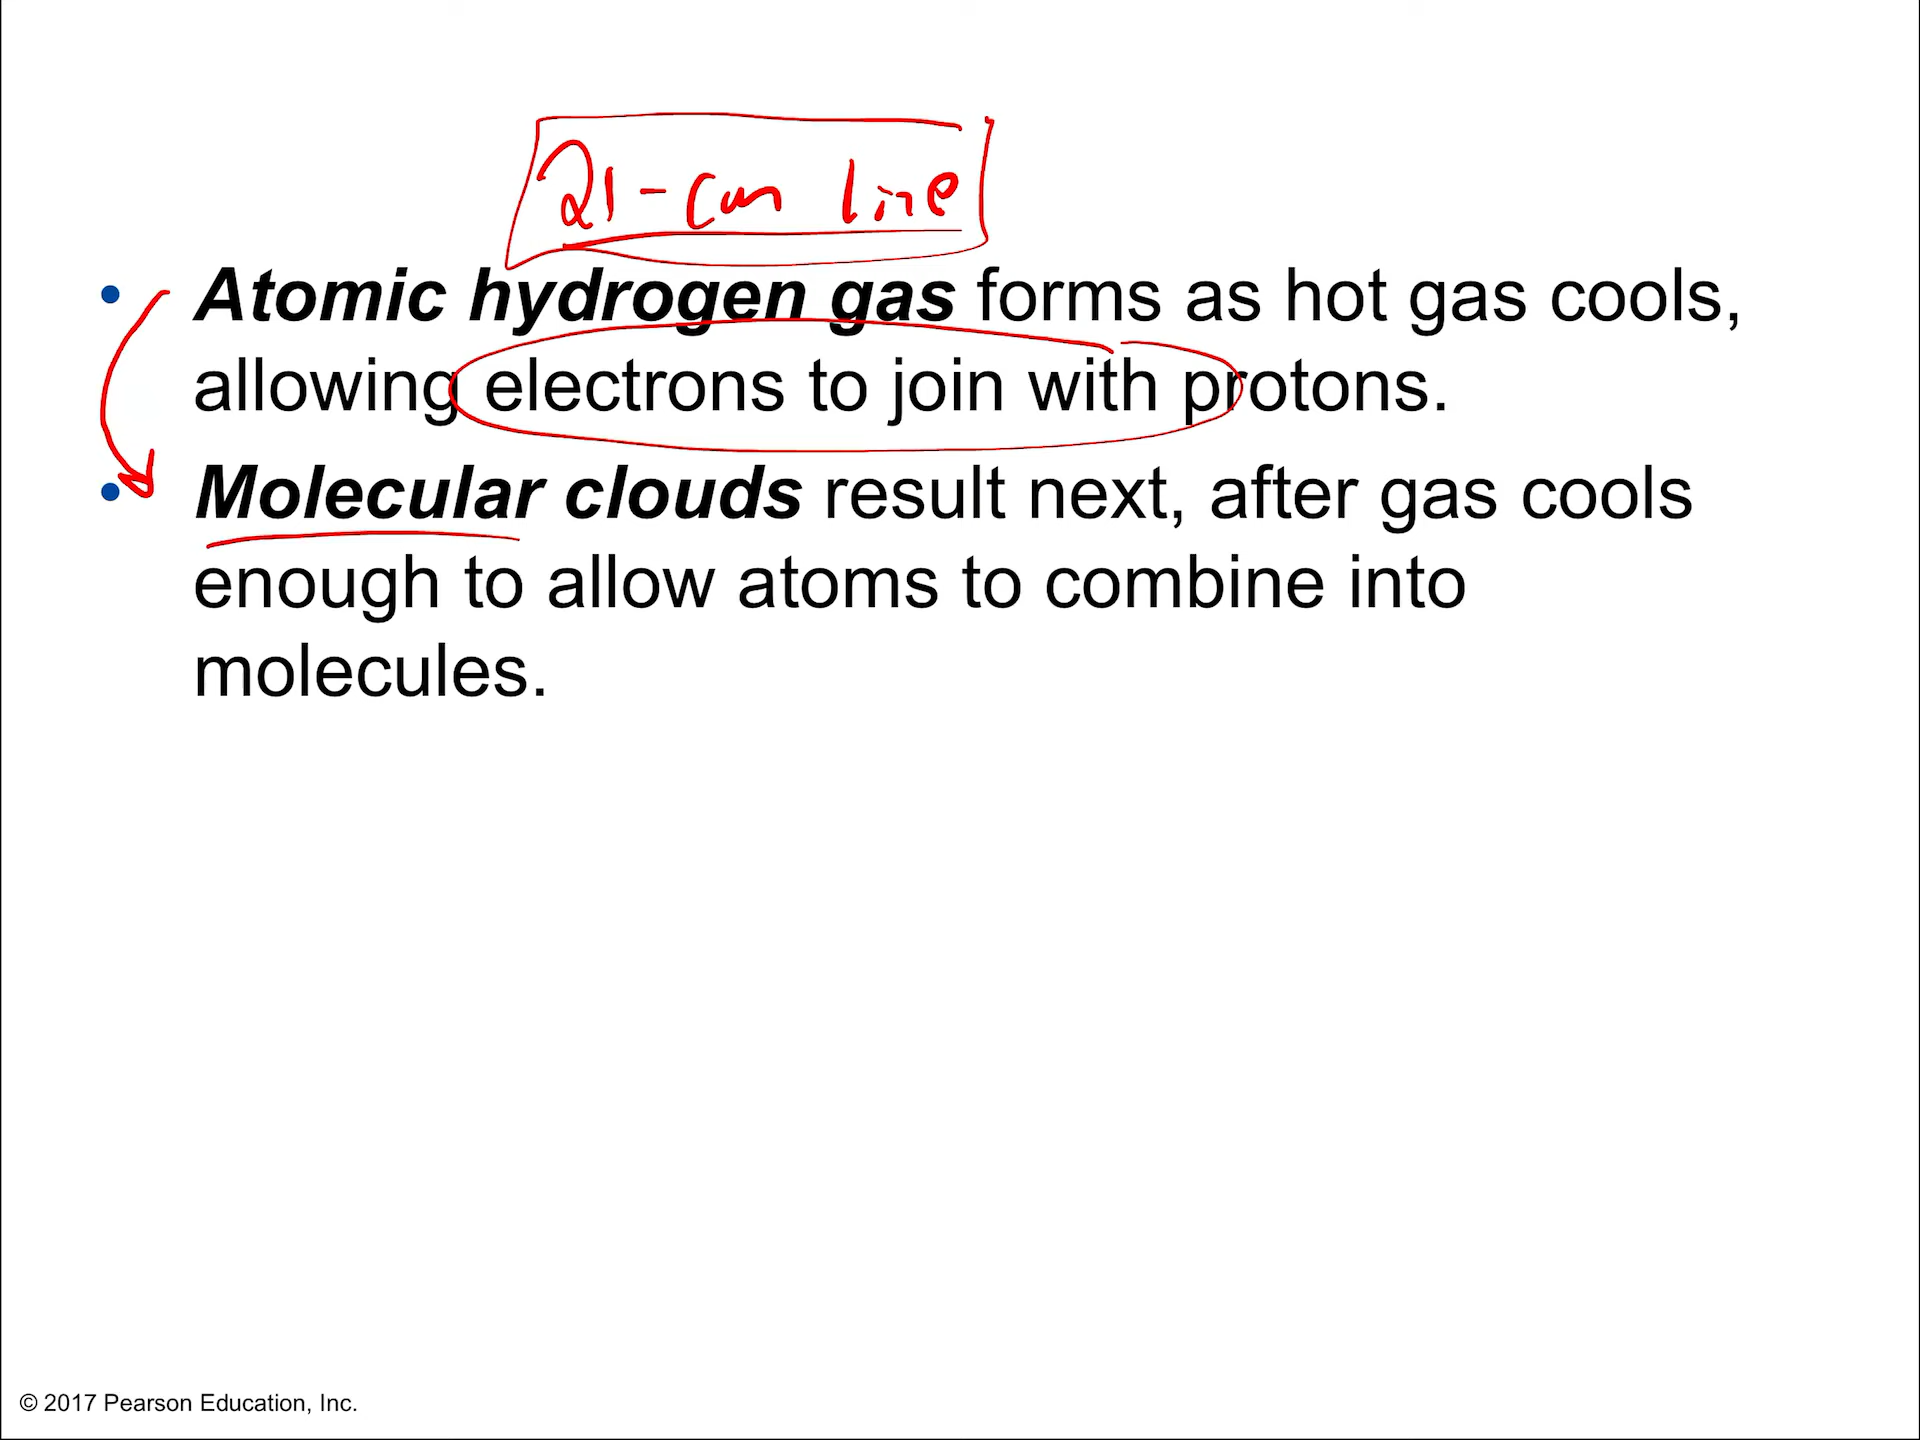 21-cm line
• Atomic hydrogen gas forms as hot gas cools,
allowing electrons to join with protons.
• Molecular clouds result next, after gas cools
enough to allow atoms to combine into
molecules.
© 2017 Pearson Education, Inc.